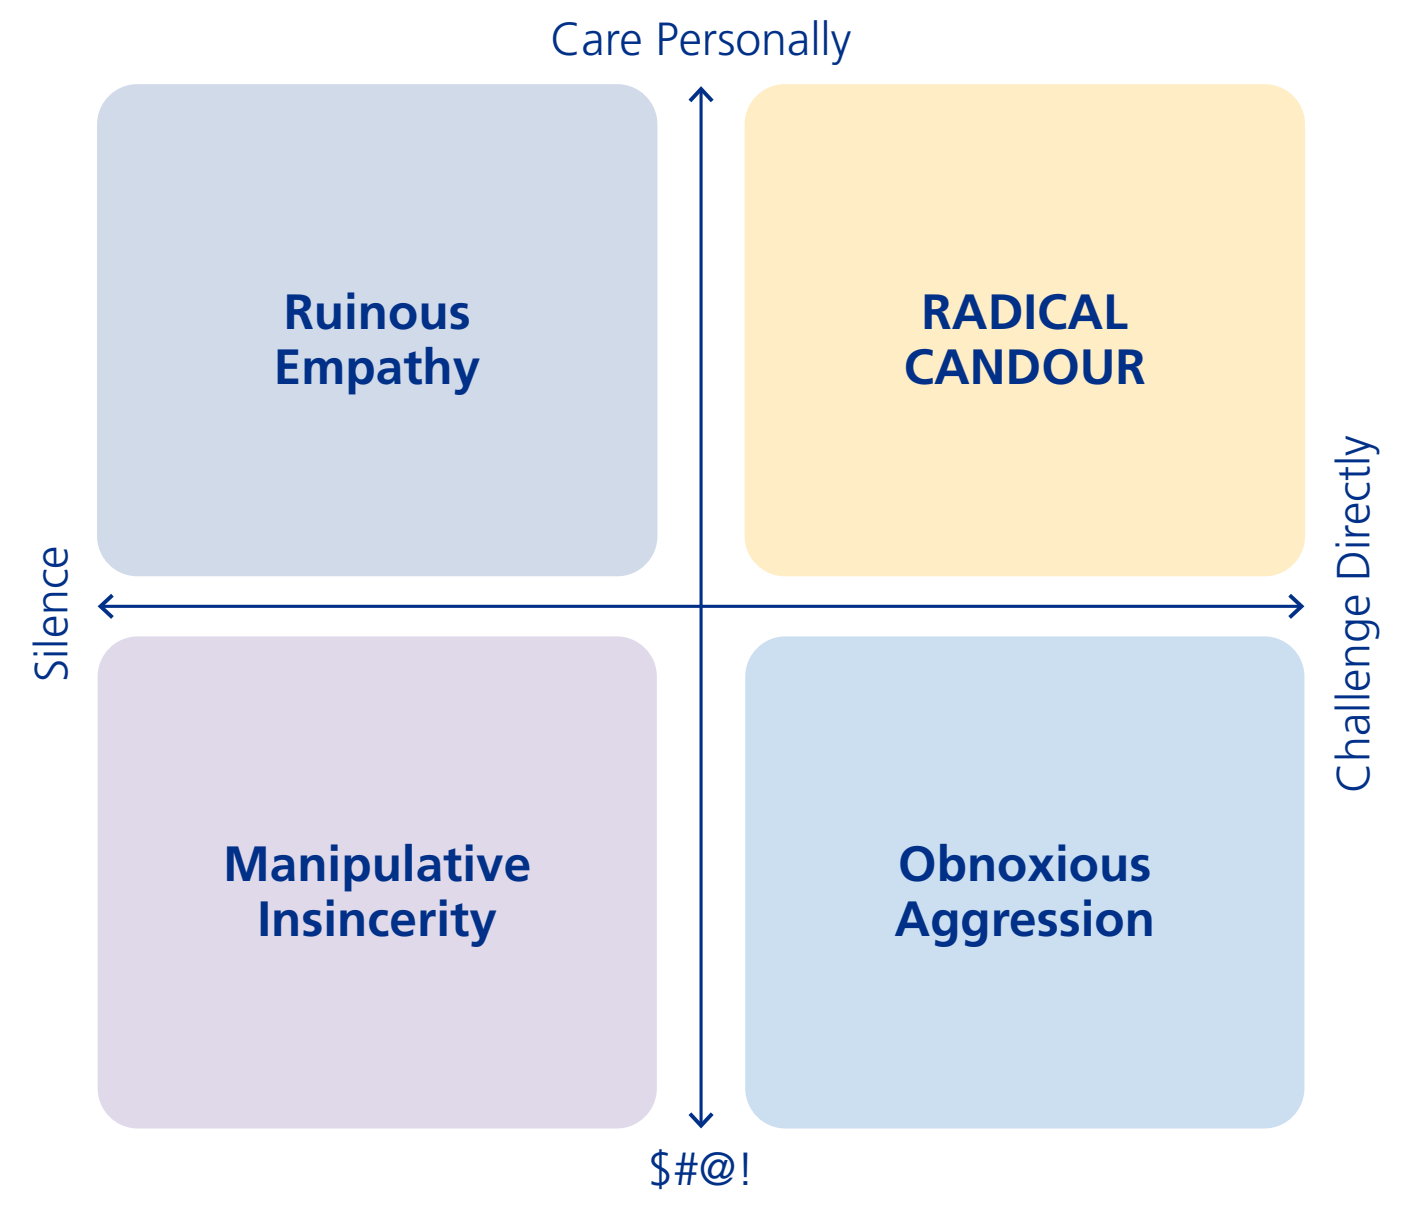 Care Personally
Ruinous
Empathy
RADICAL
CANDOUR
Silence
Challenge Directly
Manipulative
Insincerity
Obnoxious
Aggression
$#@!